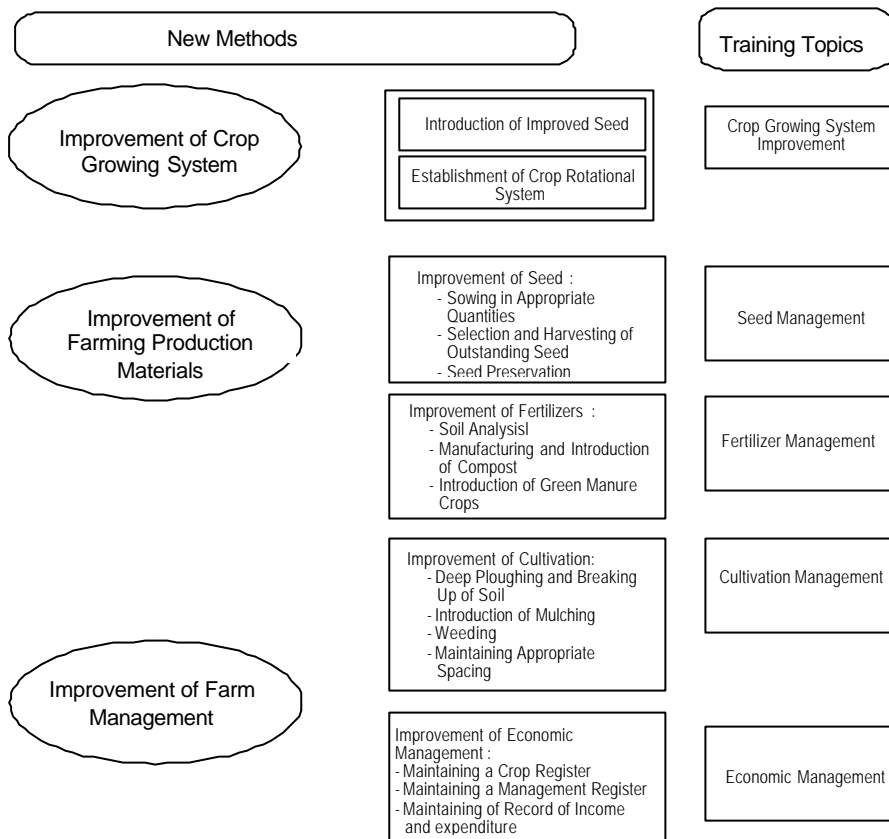 New Methods
Training Topics
Improvement of Crop
Growing System
Introduction of Improved Seed
Establishment of Crop Rotational
System
Crop Growing System
Improvement
Improvement of
Farming Production
Materials
Improvement of Seed :
- Sowing in Appropriate
Quantities
- Selection and Harvesting of
Outstanding Seed
- Seed Preservation
Seed Management
Improvement of Fertilizers :
- Soil Analysisl
- Manufacturing and Introduction
of Compost
- Introduction of Green Manure
Crops
Fertilizer Management
Improvement of Cultivation:
- Deep Ploughing and Breaking
Up of Soil
- Introduction of Mulching
- Weeding
- Maintaining Appropriate
Spacing
Cultivation Management
Improvement of Farm
Management
Improvement of Economic
Management :
- Maintaining a Crop Register
- Maintaining a Management Register
- Maintaining of Record of Income
and expenditure
Economic Management